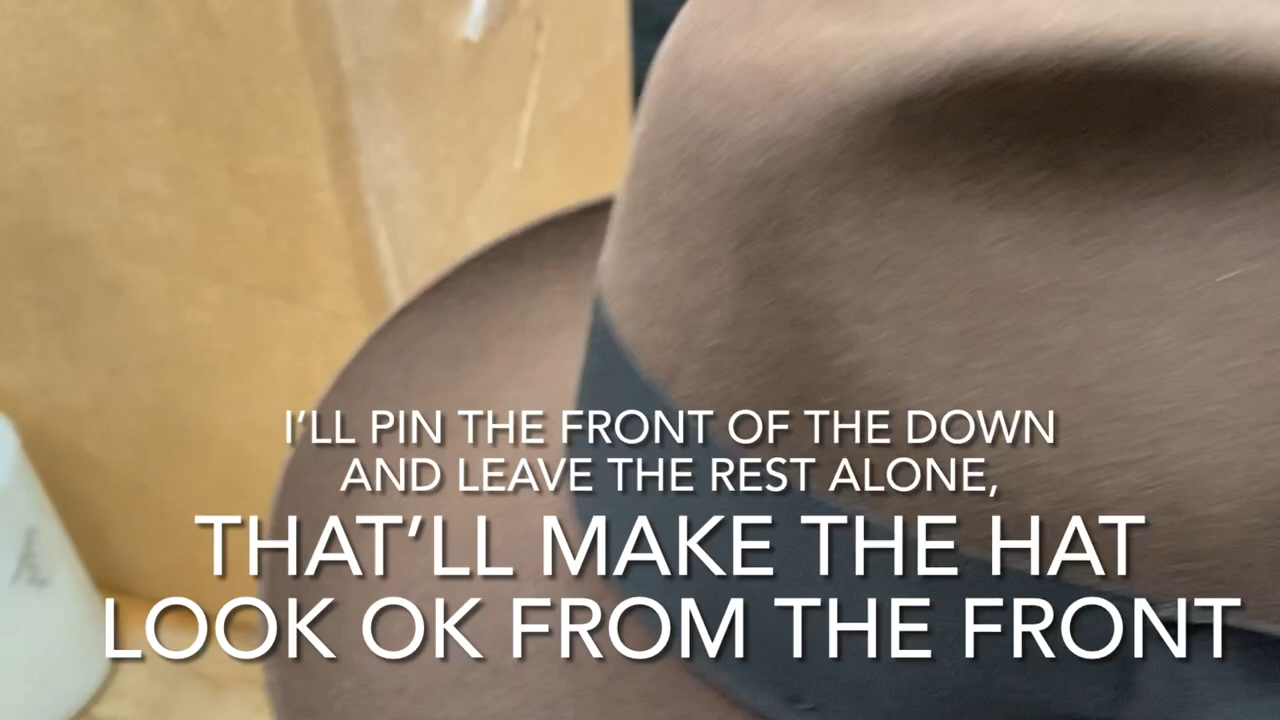 I'LL PIN THE FRONT OF THE DOWN
AND LEAVE THE REST ALONE,
THAT'LL MAKE THE HAT
LOOK OK FROM THE FRONT